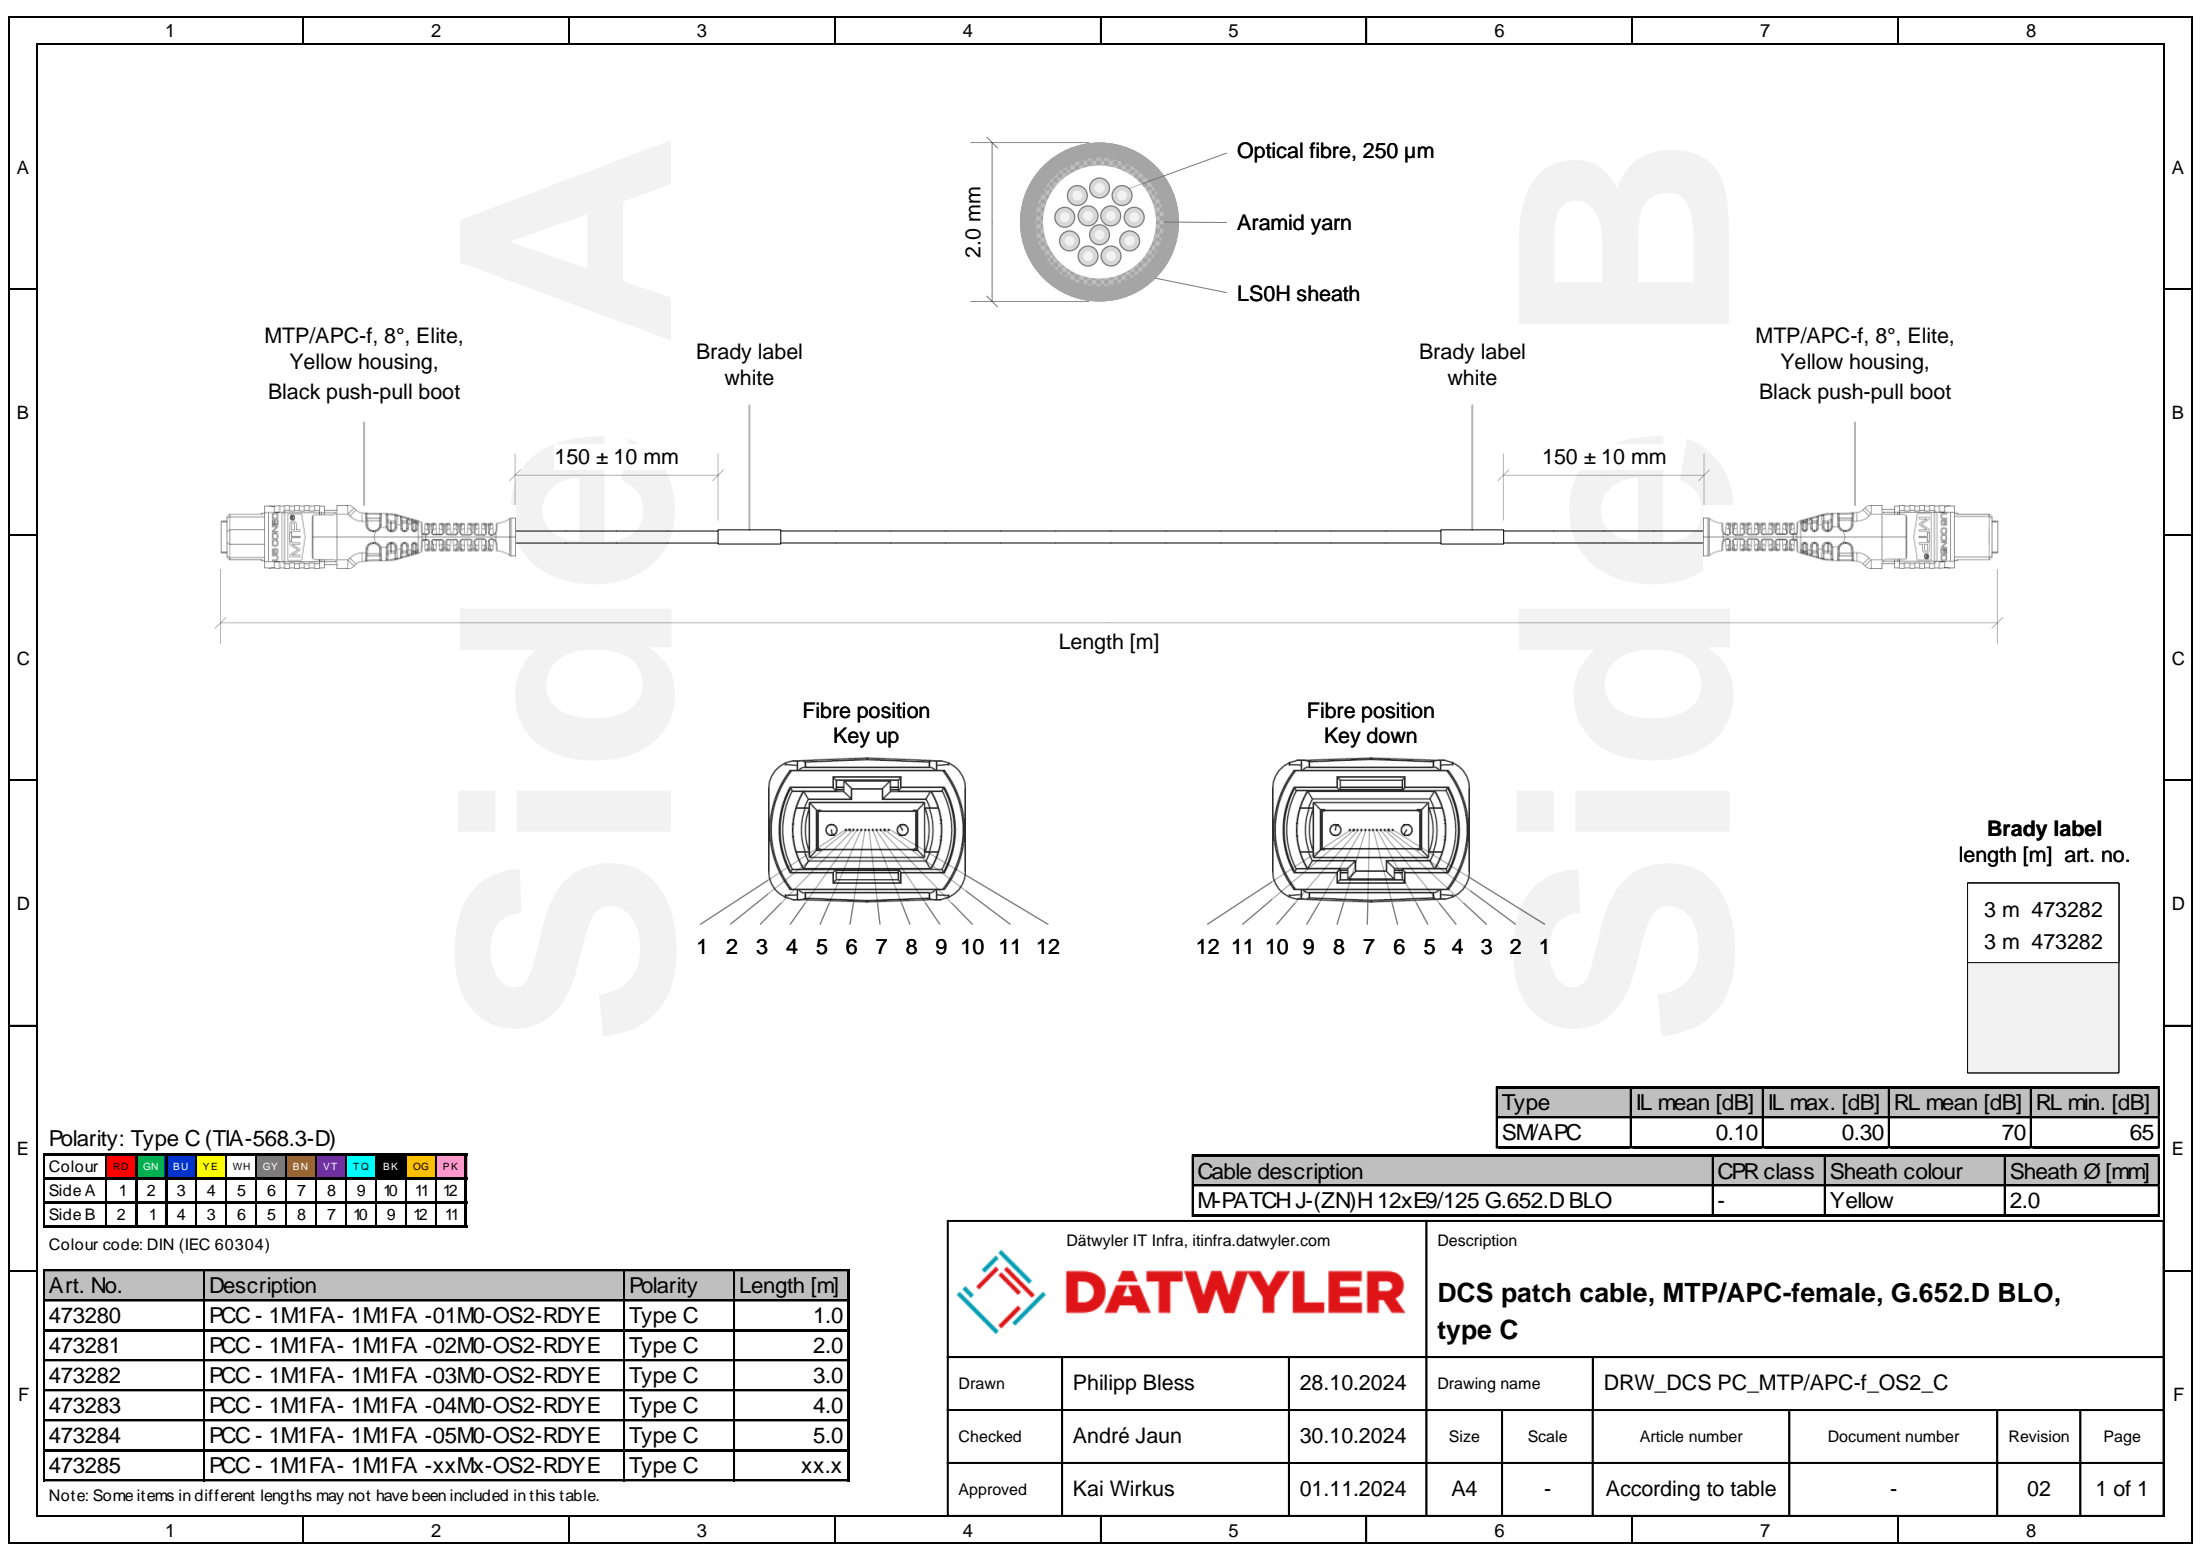 1 2 3 4 5 6 7 8
A
B
C
D
E
F
A
B
C
D
E
F
Side A
Side B
Optical fibre, 250 µm
Aramid yarn
LS0H sheath
2.0 mm
MTP/APC-f, 8°, Elite,
Yellow housing,
Black push-pull boot
Brady label
white
Brady label
white
MTP/APC-f, 8°, Elite,
Yellow housing,
Black push-pull boot
150 ± 10 mm
150 ± 10 mm
MTP®
MTP®
Length [m]
Fibre position
Key up
1 2 3 4 5 6 7 8 9 10 11 12
Fibre position
Key down
12 11 10 9 8 7 6 5 4 3 2 1
Brady label
length [m] art. no.
3 m 473282
3 m 473282
Type IL mean [dB] IL max. [dB] RL mean [dB] RL min. [dB]
SM/APC 0.10 0.30 70 65
Polarity: Type C (TIA-568.3-D)
Colour RD GN BU YE WH GY BN VT TQ BK OG PK
Side A 1 2 3 4 5 6 7 8 9 10 11 12
Side B 2 1 4 3 6 5 8 7 10 9 12 11
Colour code: DIN (IEC 60304)
Cable description CPR class Sheath colour Sheath Ø [mm]
M-PATCH J-(ZN)H 12xE9/125 G.652.D BLO - Yellow 2.0
Art. No. Description Polarity Length [m]
473280 PCC - 1M1FA- 1M1FA -01M0-OS2-RDYE Type C 1.0
473281 PCC - 1M1FA- 1M1FA -02M0-OS2-RDYE Type C 2.0
473282 PCC - 1M1FA- 1M1FA -03M0-OS2-RDYE Type C 3.0
473283 PCC - 1M1FA- 1M1FA -04M0-OS2-RDYE Type C 4.0
473284 PCC - 1M1FA- 1M1FA -05M0-OS2-RDYE Type C 5.0
473285 PCC - 1M1FA- 1M1FA -xxMx-OS2-RDYE Type C xx.x
Note: Some items in different lengths may not have been included in this table.
Dätwyler IT Infra, itinfra.datwyler.com
DÄTWYLER
Description
DCS patch cable, MTP/APC-female, G.652.D BLO,
type C
Drawn Philipp Bless 28.10.2024 Drawing name DRW_DCS PC_MTP/APC-f_OS2_C
Checked André Jaun 30.10.2024 Size Scale Article number Document number Revision Page
Approved Kai Wirkus 01.11.2024 A4 - According to table - 02 1 of 1
1 2 3 4 5 6 7 8